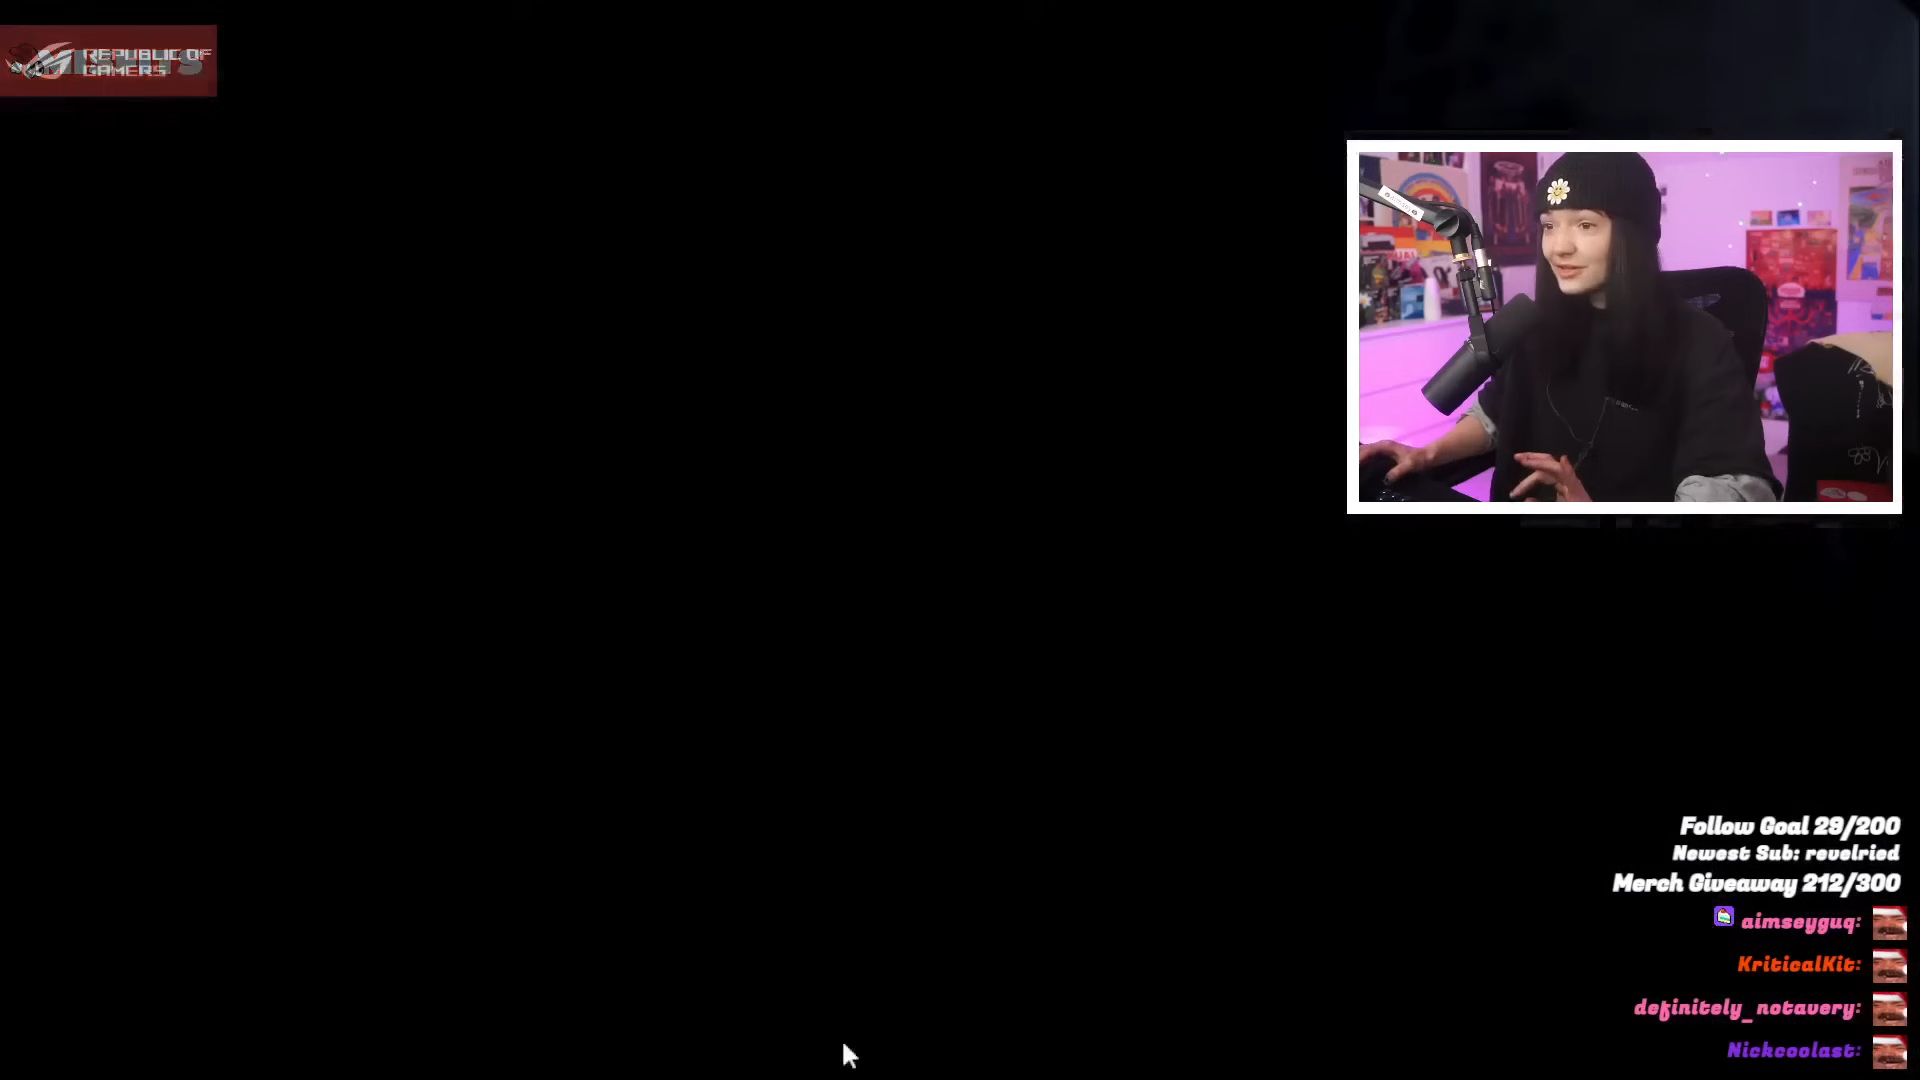 REPUBLIC OF
GAMERS
Follow Goal 29/200
Newest Sub: revelried
Merch Giveaway 212/300
aimseyguq:
KriticalKit:
definitely_notavery:
Nickcoolast: